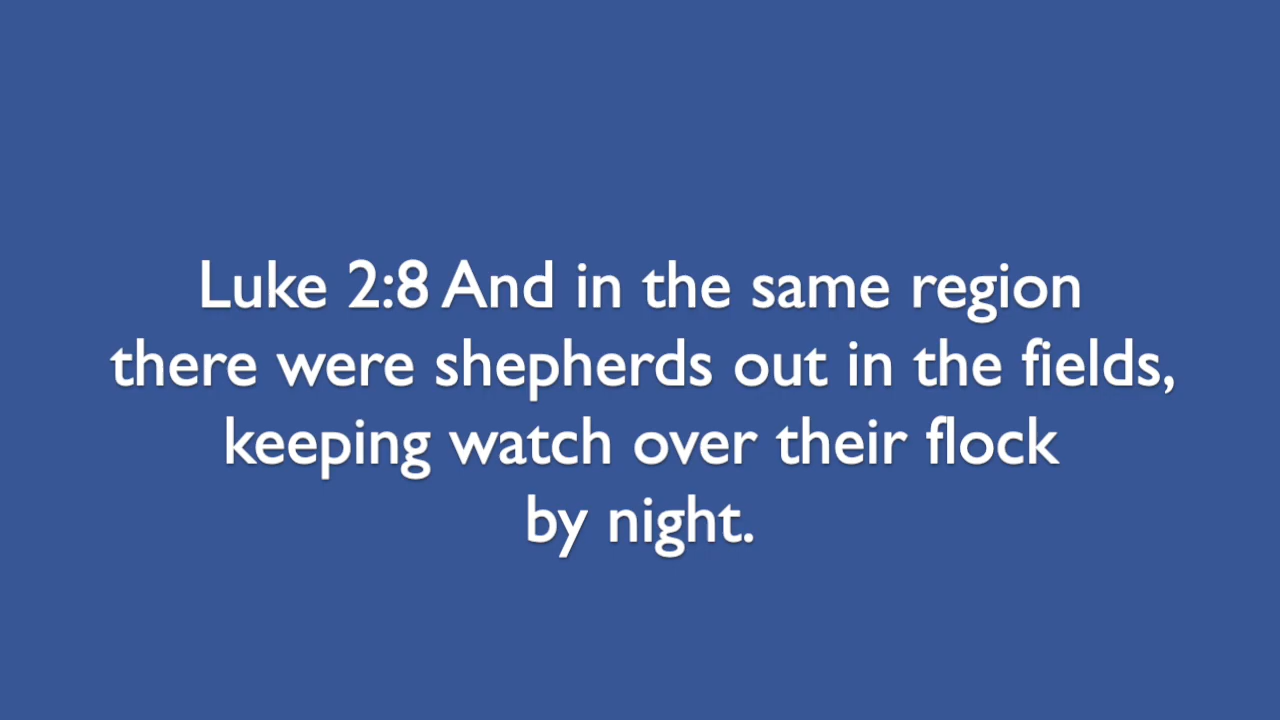 Luke 2:8 And in the same region
there were shepherds out in the fields,
keeping watch over their flock
by night.